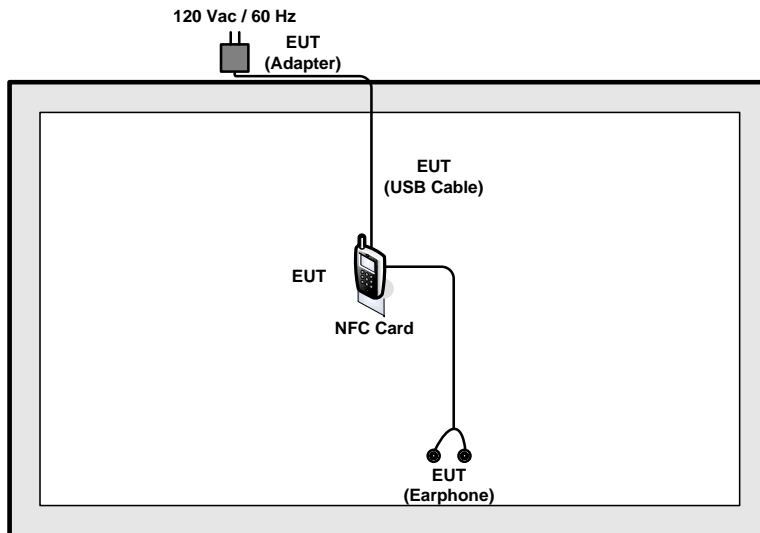 120 Vac / 60 Hz
EUT
(Adapter)
EUT
(USB Cable)
EUT
NFC Card
EUT
(Earphone)